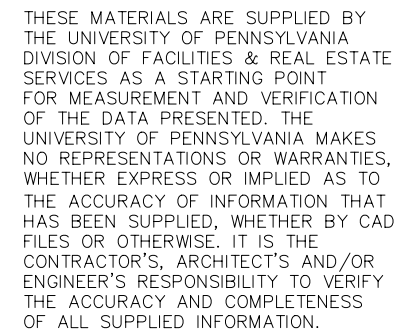 THESE MATERIALS ARE SUPPLIED BY
THE UNIVERSITY OF PENNSYLVANIA
DIVISION OF FACILITIES & REAL ESTATE
SERVICES AS A STARTING POINT
FOR MEASUREMENT AND VERIFICATION
OF THE DATA PRESENTED. THE
UNIVERSITY OF PENNSYLVANIA MAKES
NO REPRESENTATIONS OR WARRANTIES,
WHETHER EXPRESS OR IMPLIED AS TO
THE ACCURACY OF INFORMATION THAT
HAS BEEN SUPPLIED, WHETHER BY CAD
FILES OR OTHERWISE. IT IS THE
CONTRACTOR'S, ARCHITECT'S AND/OR
ENGINEER'S RESPONSIBILITY TO VERIFY
THE ACCURACY AND COMPLETENESS
OF ALL SUPPLIED INFORMATION.